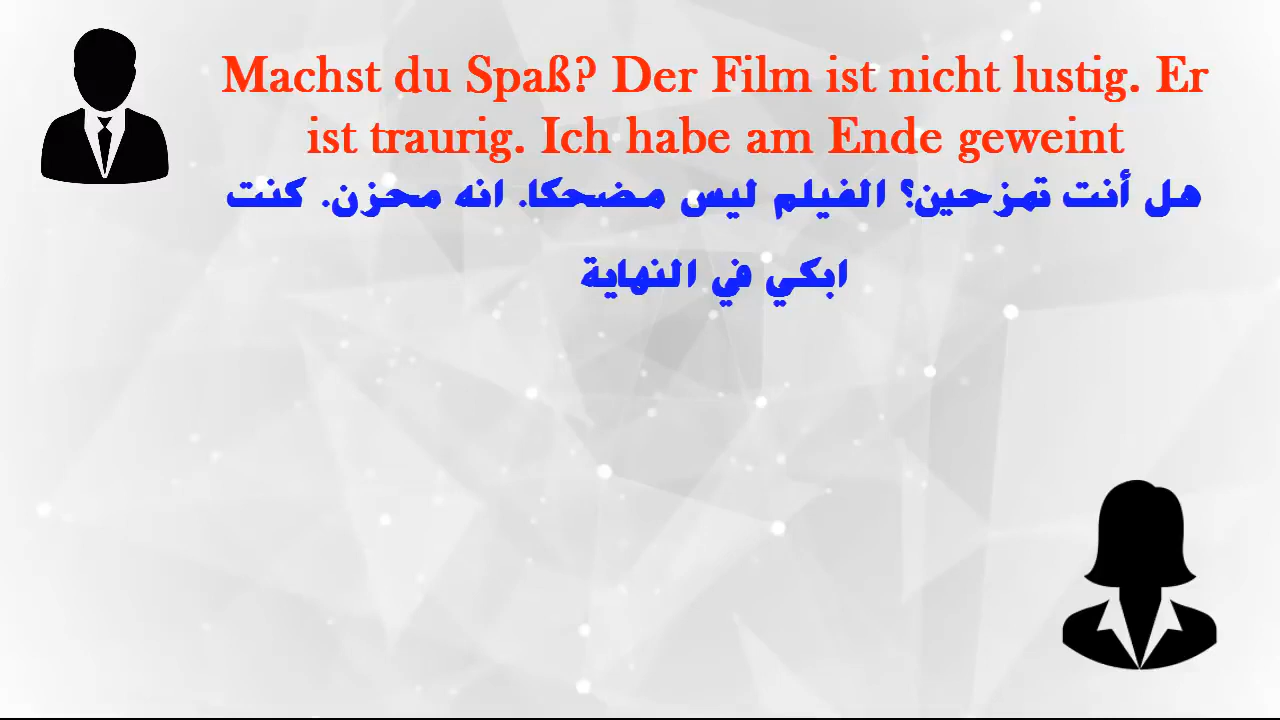 Machst du Spaß? Der Film ist nicht lustig. Er
ist traurig. Ich habe am Ende geweint
هل أنت تمزحين؟ الفيلم ليس مضحكا. انه محزن. كنت
ابكي في النهاية